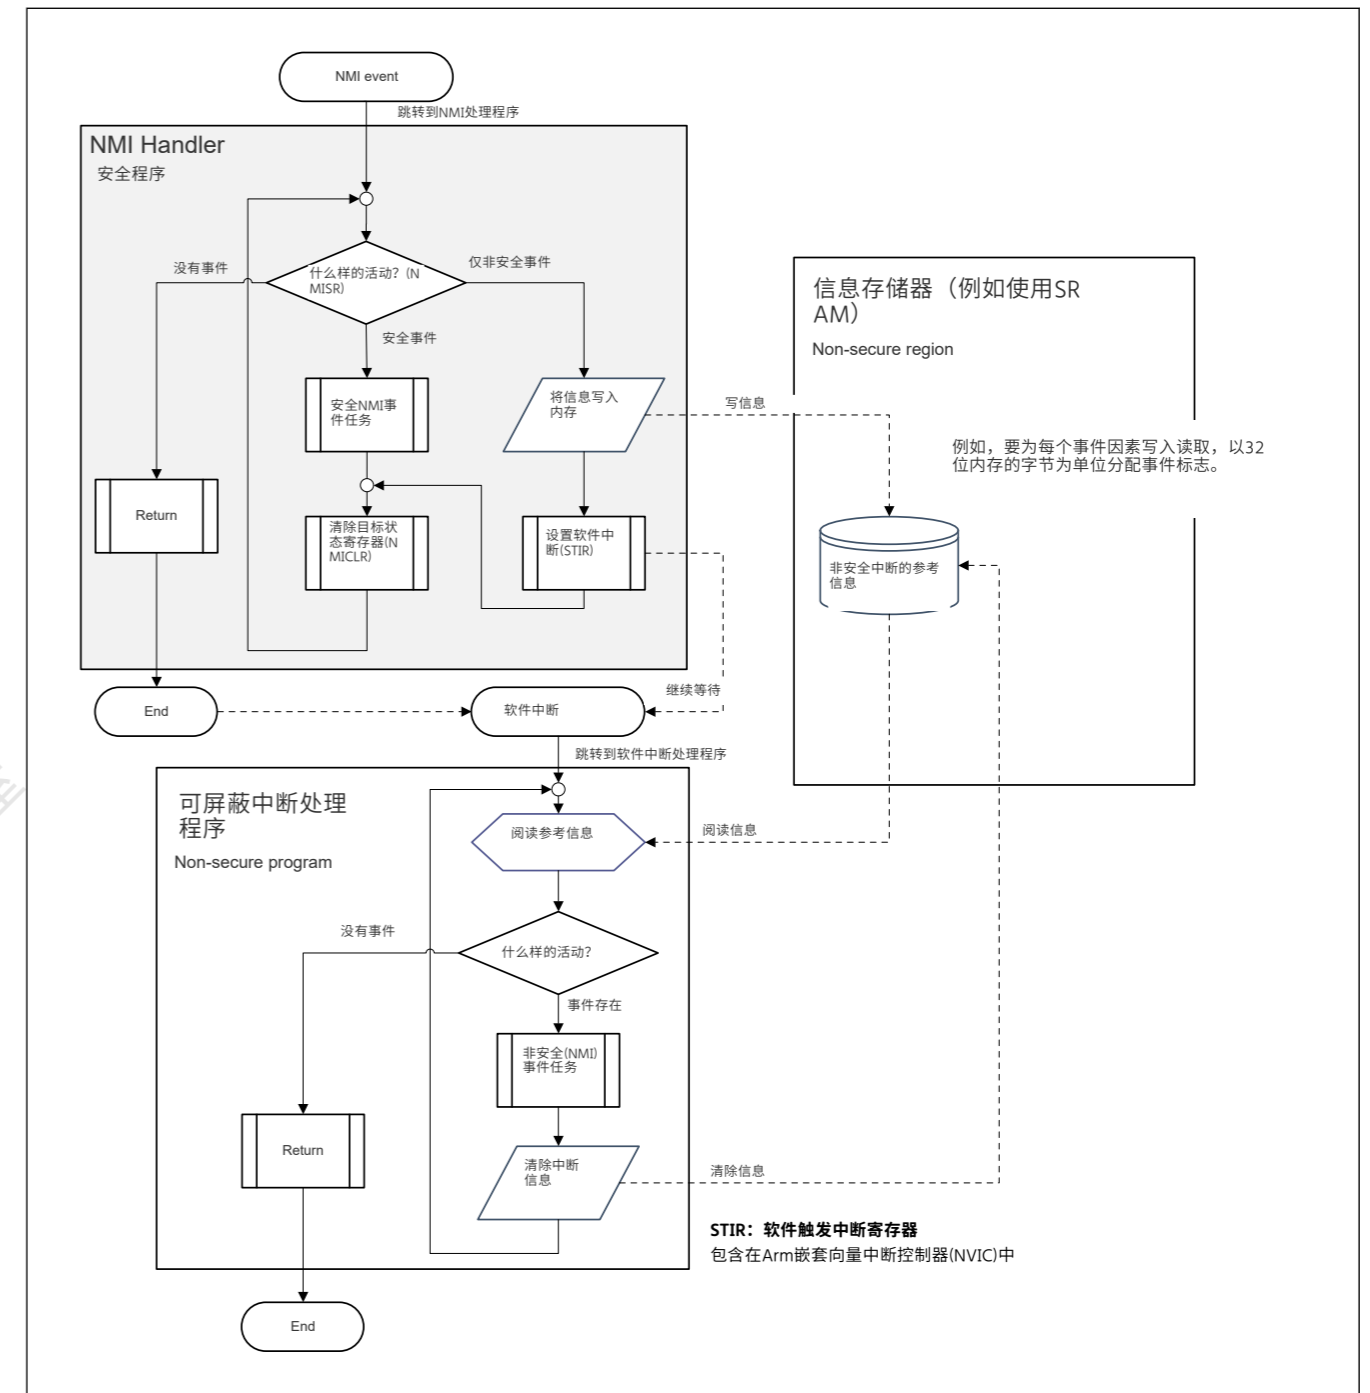 NMI event
跳转到NMI处理程序
NMI Handler
安全程序
没有事件
什么样的活动？(N
MISR)
仅非安全事件
安全事件
安全NMI事
件任务
将信息写入
内存
写信息
信息存储器（例如使用SR
AM）
Non-secure region
例如，要为每个事件因素写入读取，以32
位内存的字节为单位分配事件标志。
Return
清除目标状
态寄存器(N
MICLR)
设置软件中
断(STIR)
非安全中断的参考
信息
继续等待
End
软件中断
跳转到软件中断处理程序
可屏蔽中断处理
程序
Non-secure program
阅读参考信息
阅读信息
没有事件
什么样的活动？
事件存在
非安全(NMI)
事件任务
Return
清除中断
信息
清除信息
STIR：软件触发中断寄存器
包含在Arm嵌套向量中断控制器(NVIC)中
End